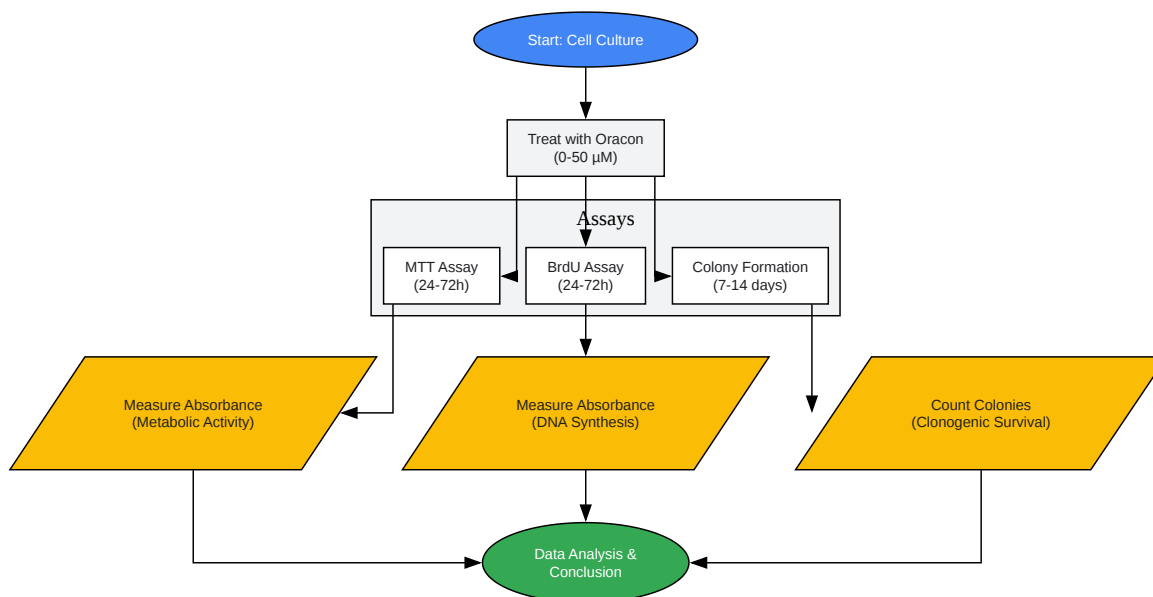 Start: Cell Culture
Treat with Oracon
(0-50 µM)
Assays
MTT Assay
(24-72h)
BrdU Assay
(24-72h)
Colony Formation
(7-14 days)
Measure Absorbance
(Metabolic Activity)
Measure Absorbance
(DNA Synthesis)
Count Colonies
(Clonogenic Survival)
Data Analysis &
Conclusion